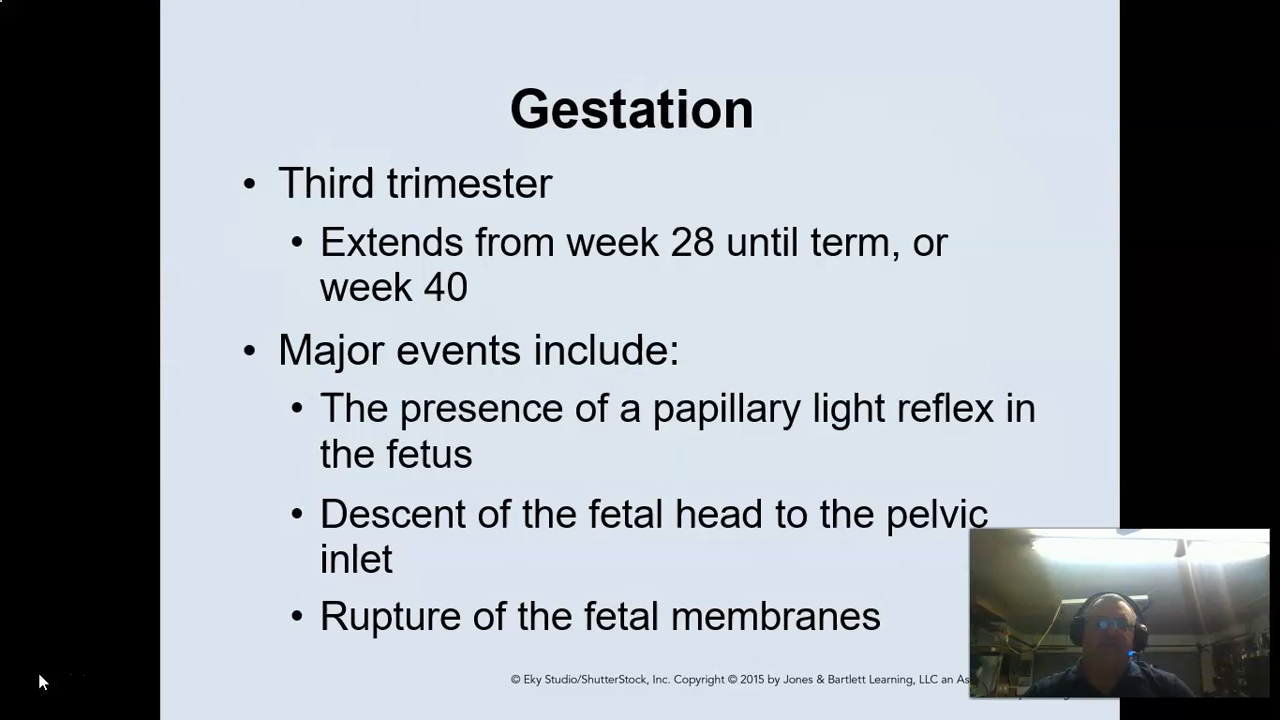 Gestation
• Third trimester
• Extends from week 28 until term, or
week 40
• Major events include:
• The presence of a papillary light reflex in
the fetus
• Descent of the fetal head to the pelvic
inlet
• Rupture of the fetal membranes
© Eky Studio/ShutterStock, Inc. Copyright © 2015 by Jones & Bartlett Learning, LLC an